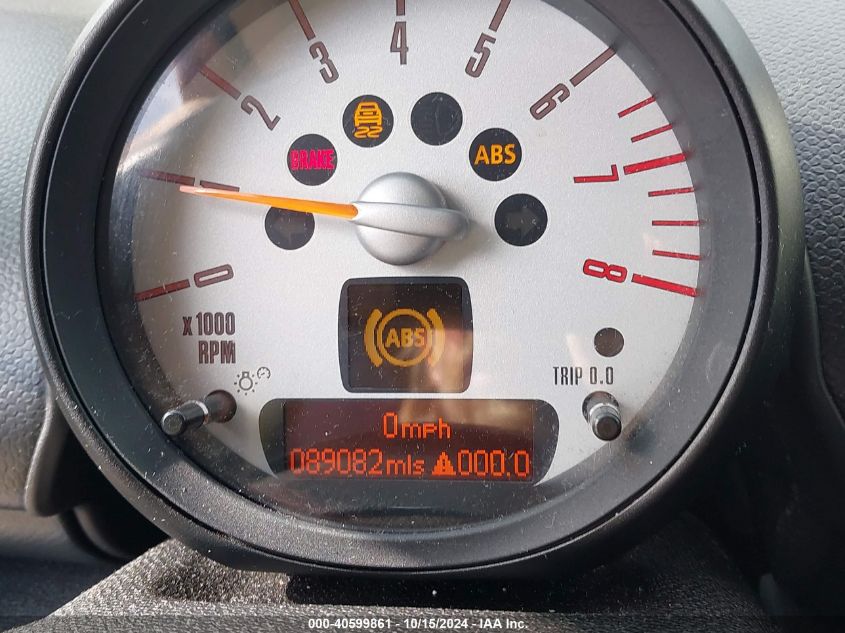 4
3
5
2
6
BRAKE
ABS
7
1
0
8
x1000
RPM
ABS
TRIP 0.0
0mph
089082mls 000.0
000-40599861 - 10/15/2024 - IAA Inc.